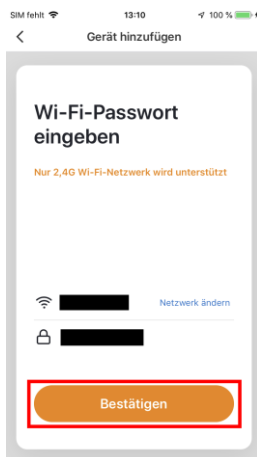 SIM fehlt 13:10 100 %
Gerät hinzufügen
Wi-Fi-Passwort
eingeben
Nur 2,4G Wi-Fi-Netzwerk wird unterstützt
Netzwerk ändern
Bestätigen